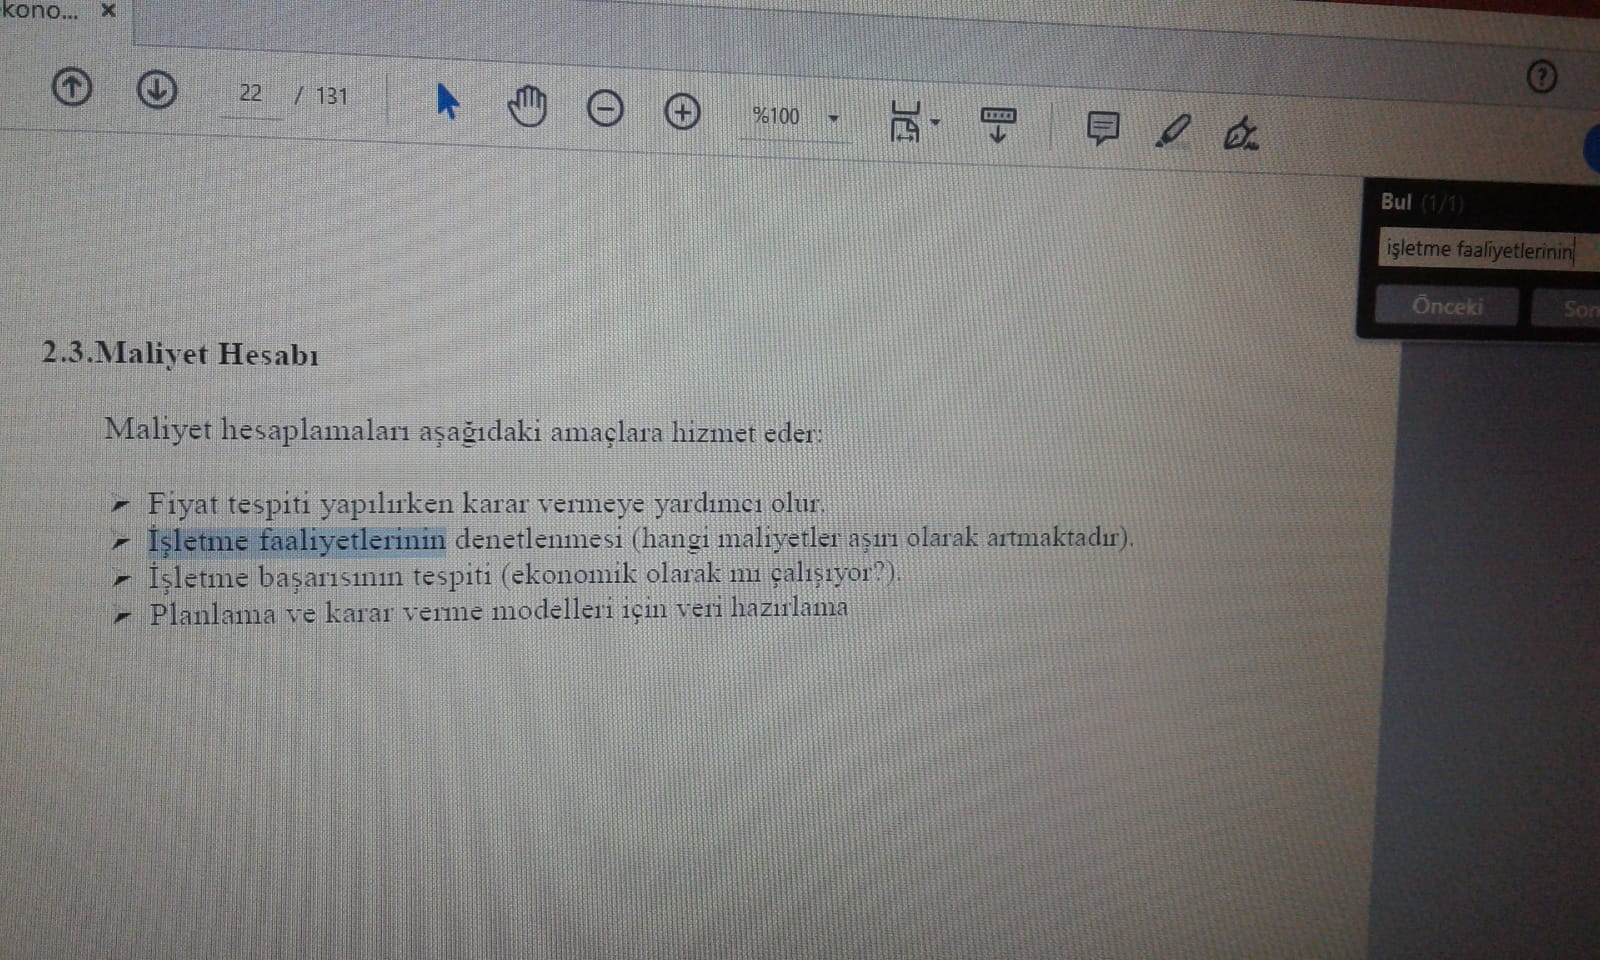 kono... ×
22 / 131 %100
?
Bul (1/1)
işletme faaliyetlerinin
Önceki Son
2.3.Maliyet Hesabı
Maliyet hesaplamaları aşağıdaki amaçlara hizmet eder:
➤ Fiyat tespiti yapılırken karar vermeye yardımcı olur.
➤ İşletme faaliyetlerinin denetlenmesi (hangi maliyetler aşırı olarak artmaktadır).
➤ İşletme başarısının tespiti (ekonomik olarak mı çalışıyor?).
➤ Planlama ve karar verme modelleri için veri hazırlama